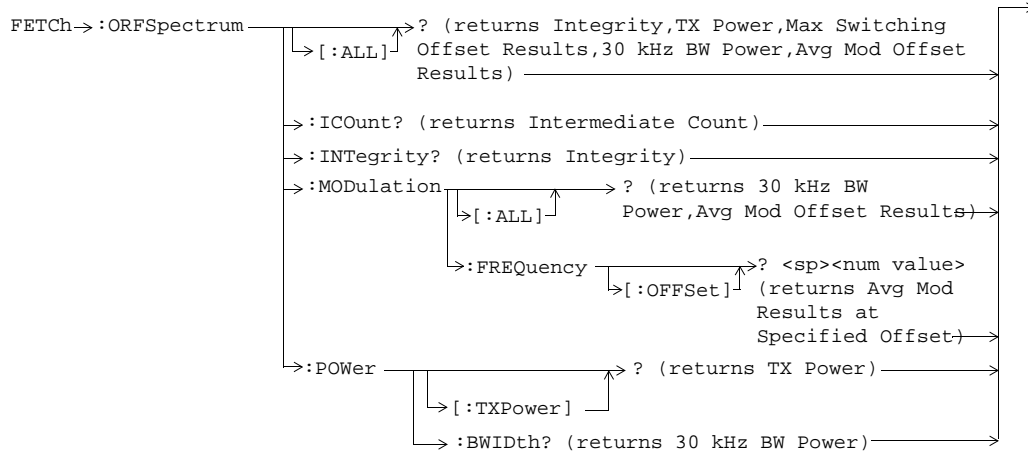 FETCh :ORFSpectrum ? (returns Integrity,TX Power,Max Switching
[:ALL] Offset Results,30 kHz BW Power,Avg Mod Offset
Results)
:ICOunt? (returns Intermediate Count)
:INTegrity? (returns Integrity)
:MODulation ? (returns 30 kHz BW
[:ALL] Power,Avg Mod Offset Results)
:FREQuency ? <sp><num value>
[:OFFSet] (returns Avg Mod
Results at
Specified Offset)
:POWer ? (returns TX Power)
[:TXPower]
:BWIDth? (returns 30 kHz BW Power)